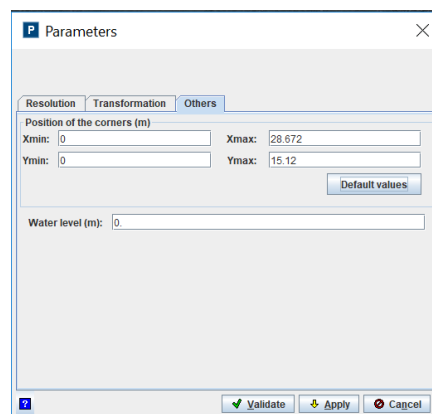 P Parameters
Resolution Transformation Others
Position of the corners (m)
Xmin: 0 Xmax: 28.672
Ymin: 0 Ymax: 15.12
Default values
Water level (m): 0.
? Validate Apply Cancel